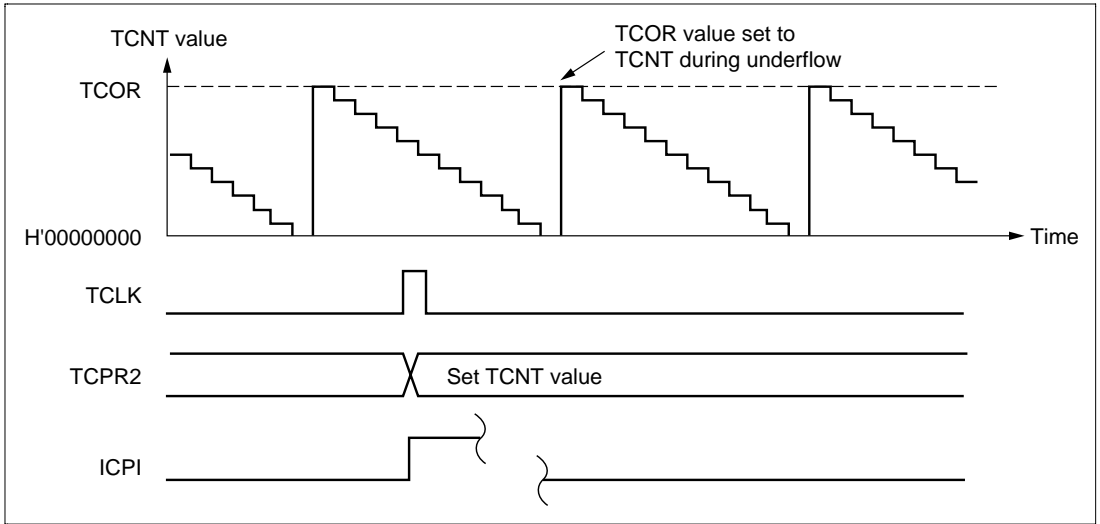 TCNT value
TCOR value set to
TCNT during underflow
TCOR
H'00000000
Time
TCLK
TCPR2
Set TCNT value
ICPI